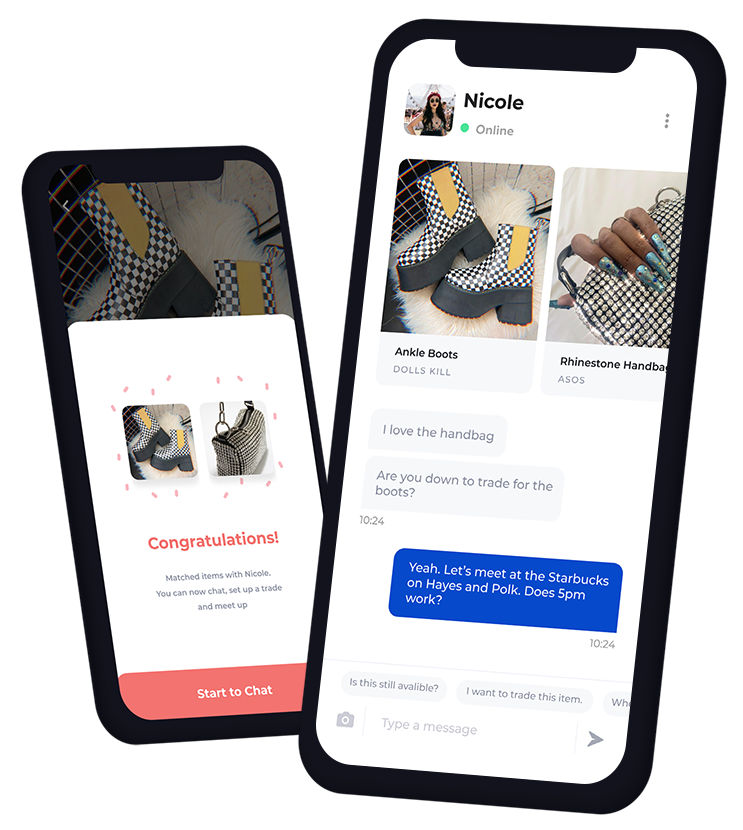 Congratulations!
Matched items with Nicole.
You can now chat, set up a trade
and meet up
Start to Chat
Nicole
Online
Ankle Boots
DOLLS KILL
Rhinestone Handbag
ASOS
I love the handbag
Are you down to trade for the
boots?
10:24
Yeah. Let's meet at the Starbucks
on Hayes and Polk. Does 5pm
work?
10:24
Is this still avalible?
I want to trade this item.
Type a message